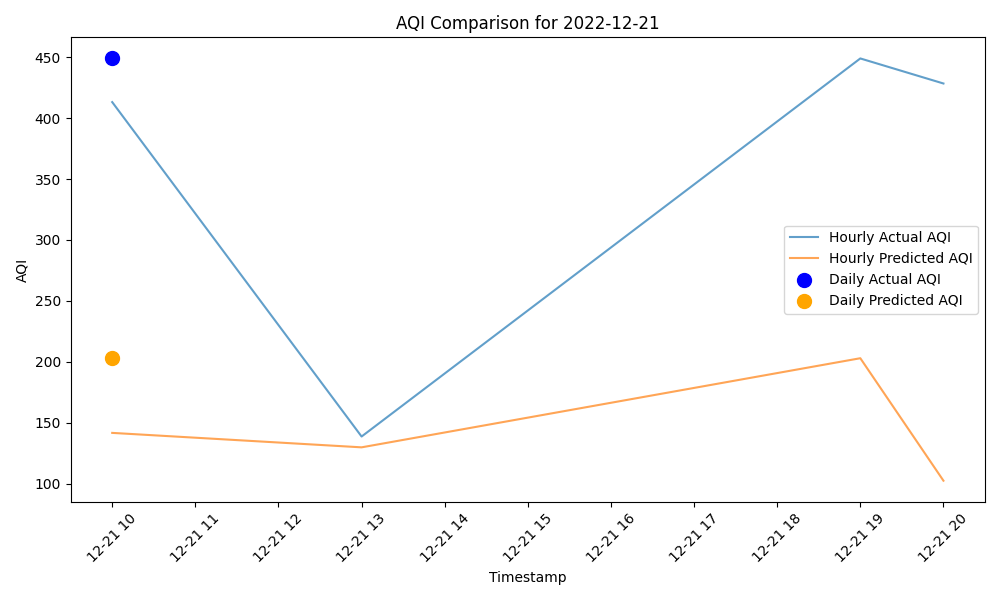 AQI Comparison for 2022-12-21
AQI
450
400
350
300
250
200
150
100
Hourly Actual AQI
Hourly Predicted AQI
Daily Actual AQI
Daily Predicted AQI
12-21 10
12-21 11
12-21 12
12-21 13
12-21 14
12-21 15
12-21 16
12-21 17
12-21 18
12-21 19
12-21 20
Timestamp